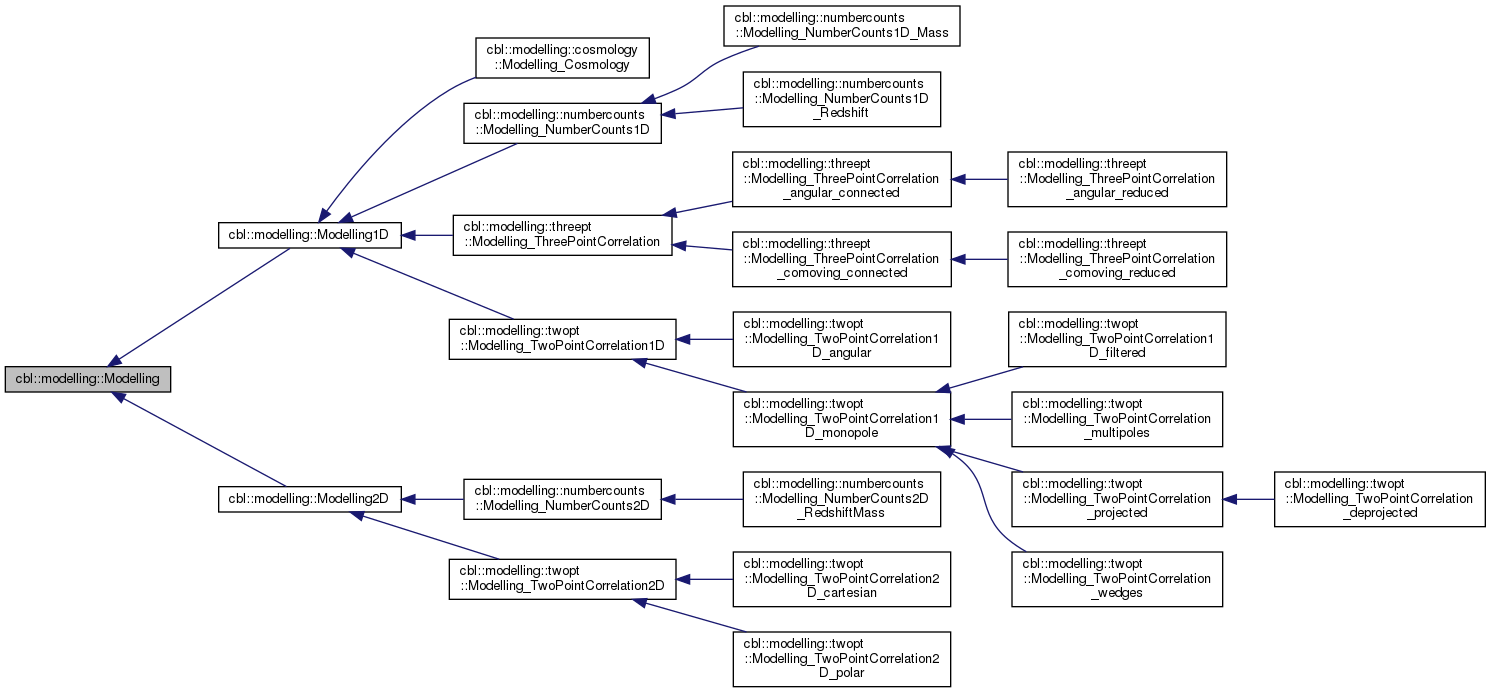 cbl::modelling::Modelling
cbl::modelling::Modelling1D
cbl::modelling::Modelling2D
cbl::modelling::cosmology
::Modelling_Cosmology
cbl::modelling::numbercounts
::Modelling_NumberCounts1D
cbl::modelling::threept
::Modelling_ThreePointCorrelation
cbl::modelling::twopt
::Modelling_TwoPointCorrelation1D
cbl::modelling::numbercounts
::Modelling_NumberCounts2D
cbl::modelling::twopt
::Modelling_TwoPointCorrelation2D
cbl::modelling::numbercounts
::Modelling_NumberCounts1D_Mass
cbl::modelling::numbercounts
::Modelling_NumberCounts1D
_Redshift
cbl::modelling::threept
::Modelling_ThreePointCorrelation
_angular_connected
cbl::modelling::threept
::Modelling_ThreePointCorrelation
_comoving_connected
cbl::modelling::twopt
::Modelling_TwoPointCorrelation1
D_angular
cbl::modelling::twopt
::Modelling_TwoPointCorrelation1
D_monopole
cbl::modelling::numbercounts
::Modelling_NumberCounts2D
_RedshiftMass
cbl::modelling::twopt
::Modelling_TwoPointCorrelation2
D_cartesian
cbl::modelling::twopt
::Modelling_TwoPointCorrelation2
D_polar
cbl::modelling::threept
::Modelling_ThreePointCorrelation
_angular_reduced
cbl::modelling::threept
::Modelling_ThreePointCorrelation
_comoving_reduced
cbl::modelling::twopt
::Modelling_TwoPointCorrelation1
D_filtered
cbl::modelling::twopt
::Modelling_TwoPointCorrelation
_multipoles
cbl::modelling::twopt
::Modelling_TwoPointCorrelation
_projected
cbl::modelling::twopt
::Modelling_TwoPointCorrelation
_wedges
cbl::modelling::twopt
::Modelling_TwoPointCorrelation
_deprojected